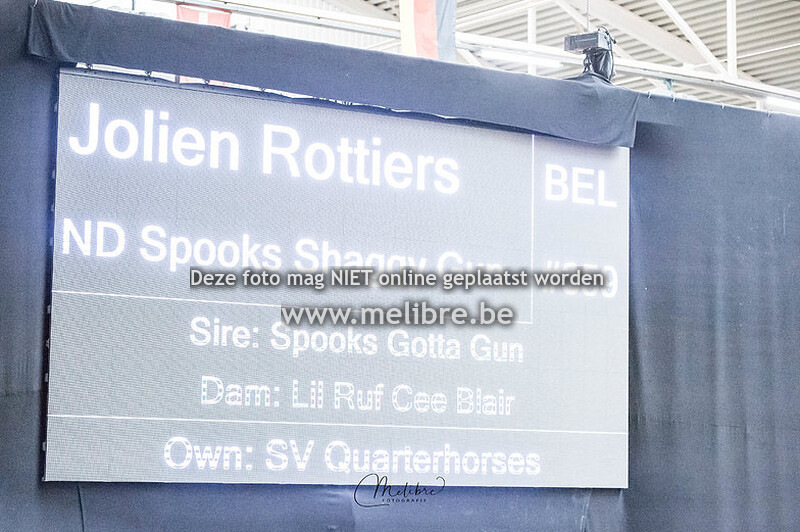 Jolien Rottiers BEL
ND Spooks Shaggy Gun
Deze foto mag NIET online geplaatst worden
www.melibre.be
Sire: Spooks Gotta Gun
Dam: Lil Ruf Cee Blair
Own: SV Quarterhorses
Melibre
FOTOGRAFIE